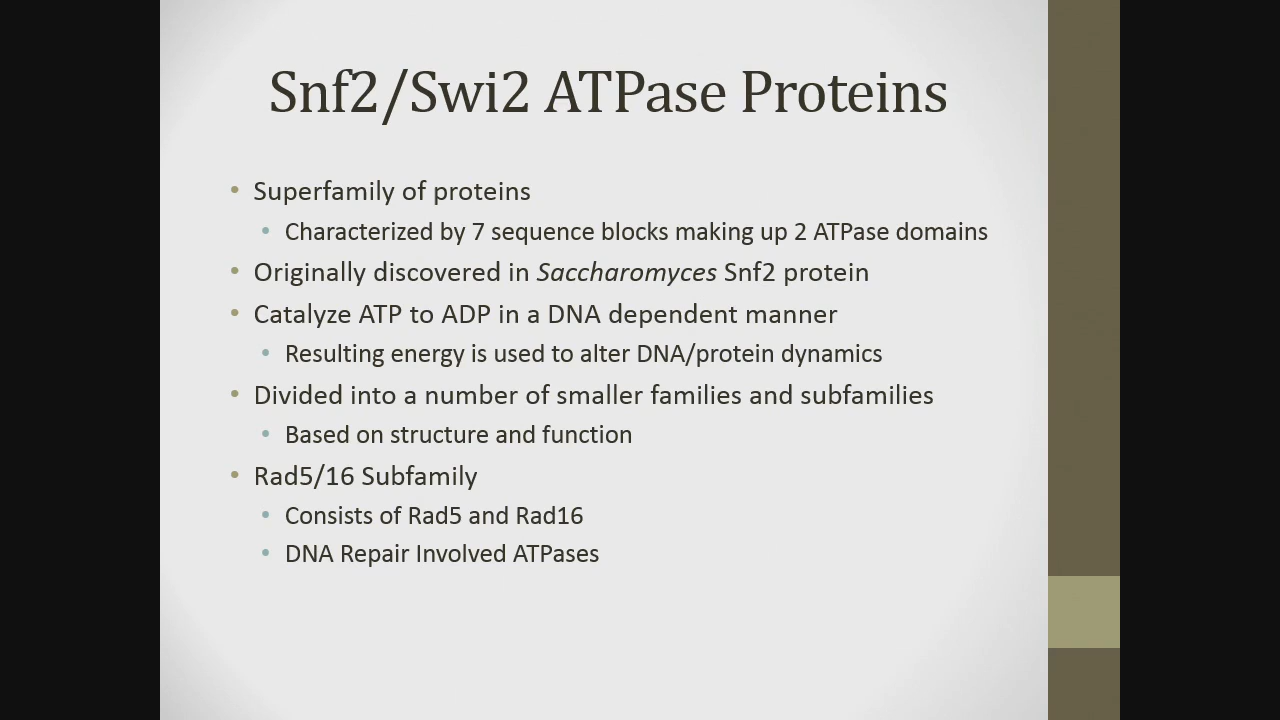 Snf2/Swi2 ATPase Proteins
• Superfamily of proteins
• Characterized by 7 sequence blocks making up 2 ATPase domains
• Originally discovered in Saccharomyces Snf2 protein
• Catalyze ATP to ADP in a DNA dependent manner
• Resulting energy is used to alter DNA/protein dynamics
• Divided into a number of smaller families and subfamilies
• Based on structure and function
• Rad5/16 Subfamily
• Consists of Rad5 and Rad16
• DNA Repair Involved ATPases